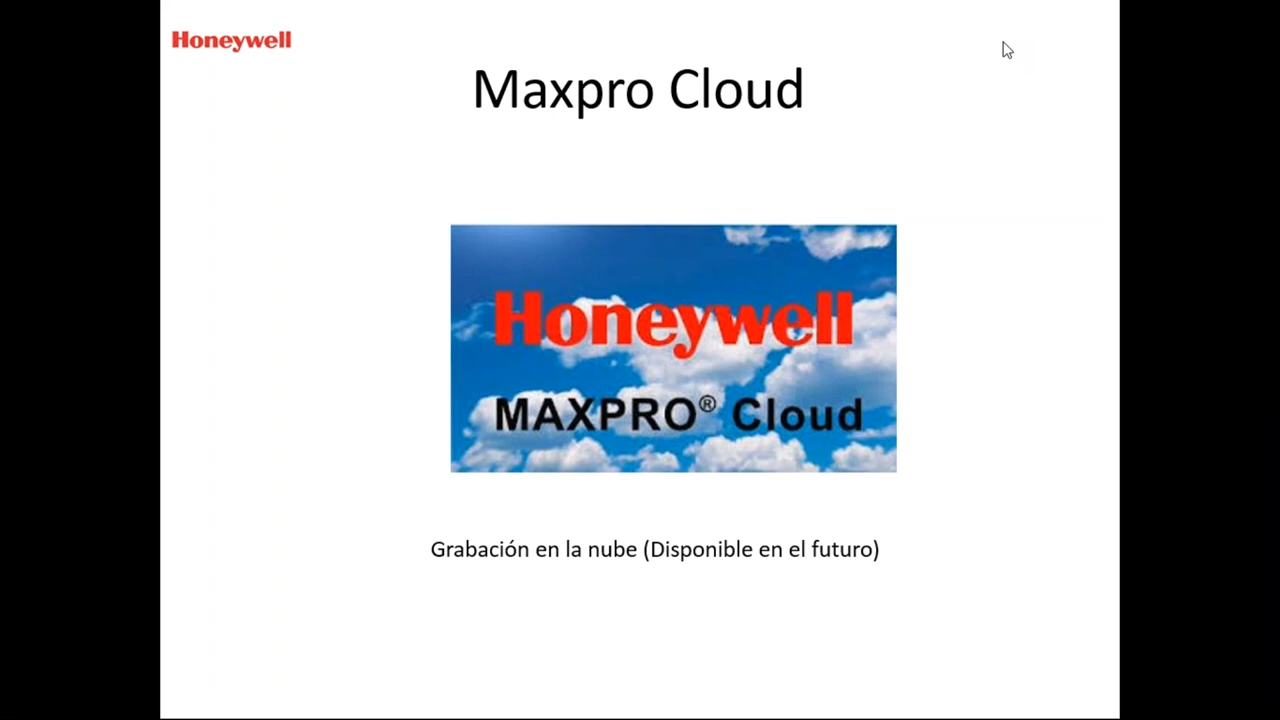 Honeywell
Maxpro Cloud
Honeywell
MAXPRO® Cloud
Grabación en la nube (Disponible en el futuro)